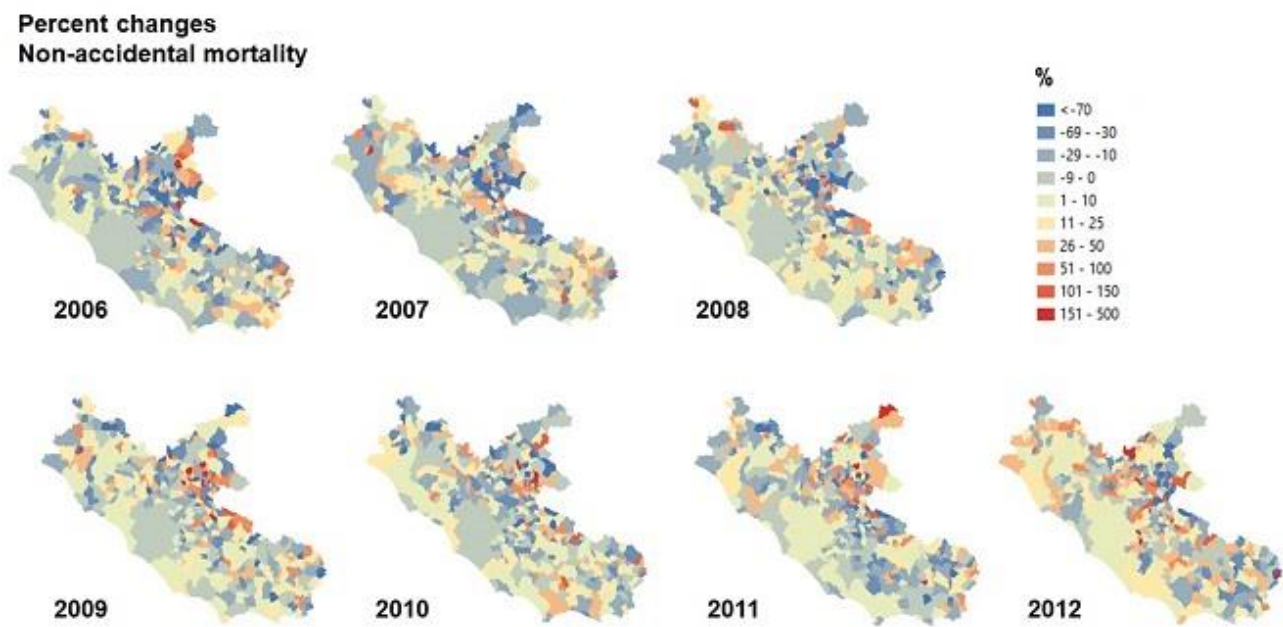 Percent changes
Non-accidental mortality
%
<-70
-69 - -30
-29 - -10
-9 - 0
1 - 10
11 - 25
26 - 50
51 - 100
101 - 150
151 - 500
2006
2007
2008
2009
2010
2011
2012